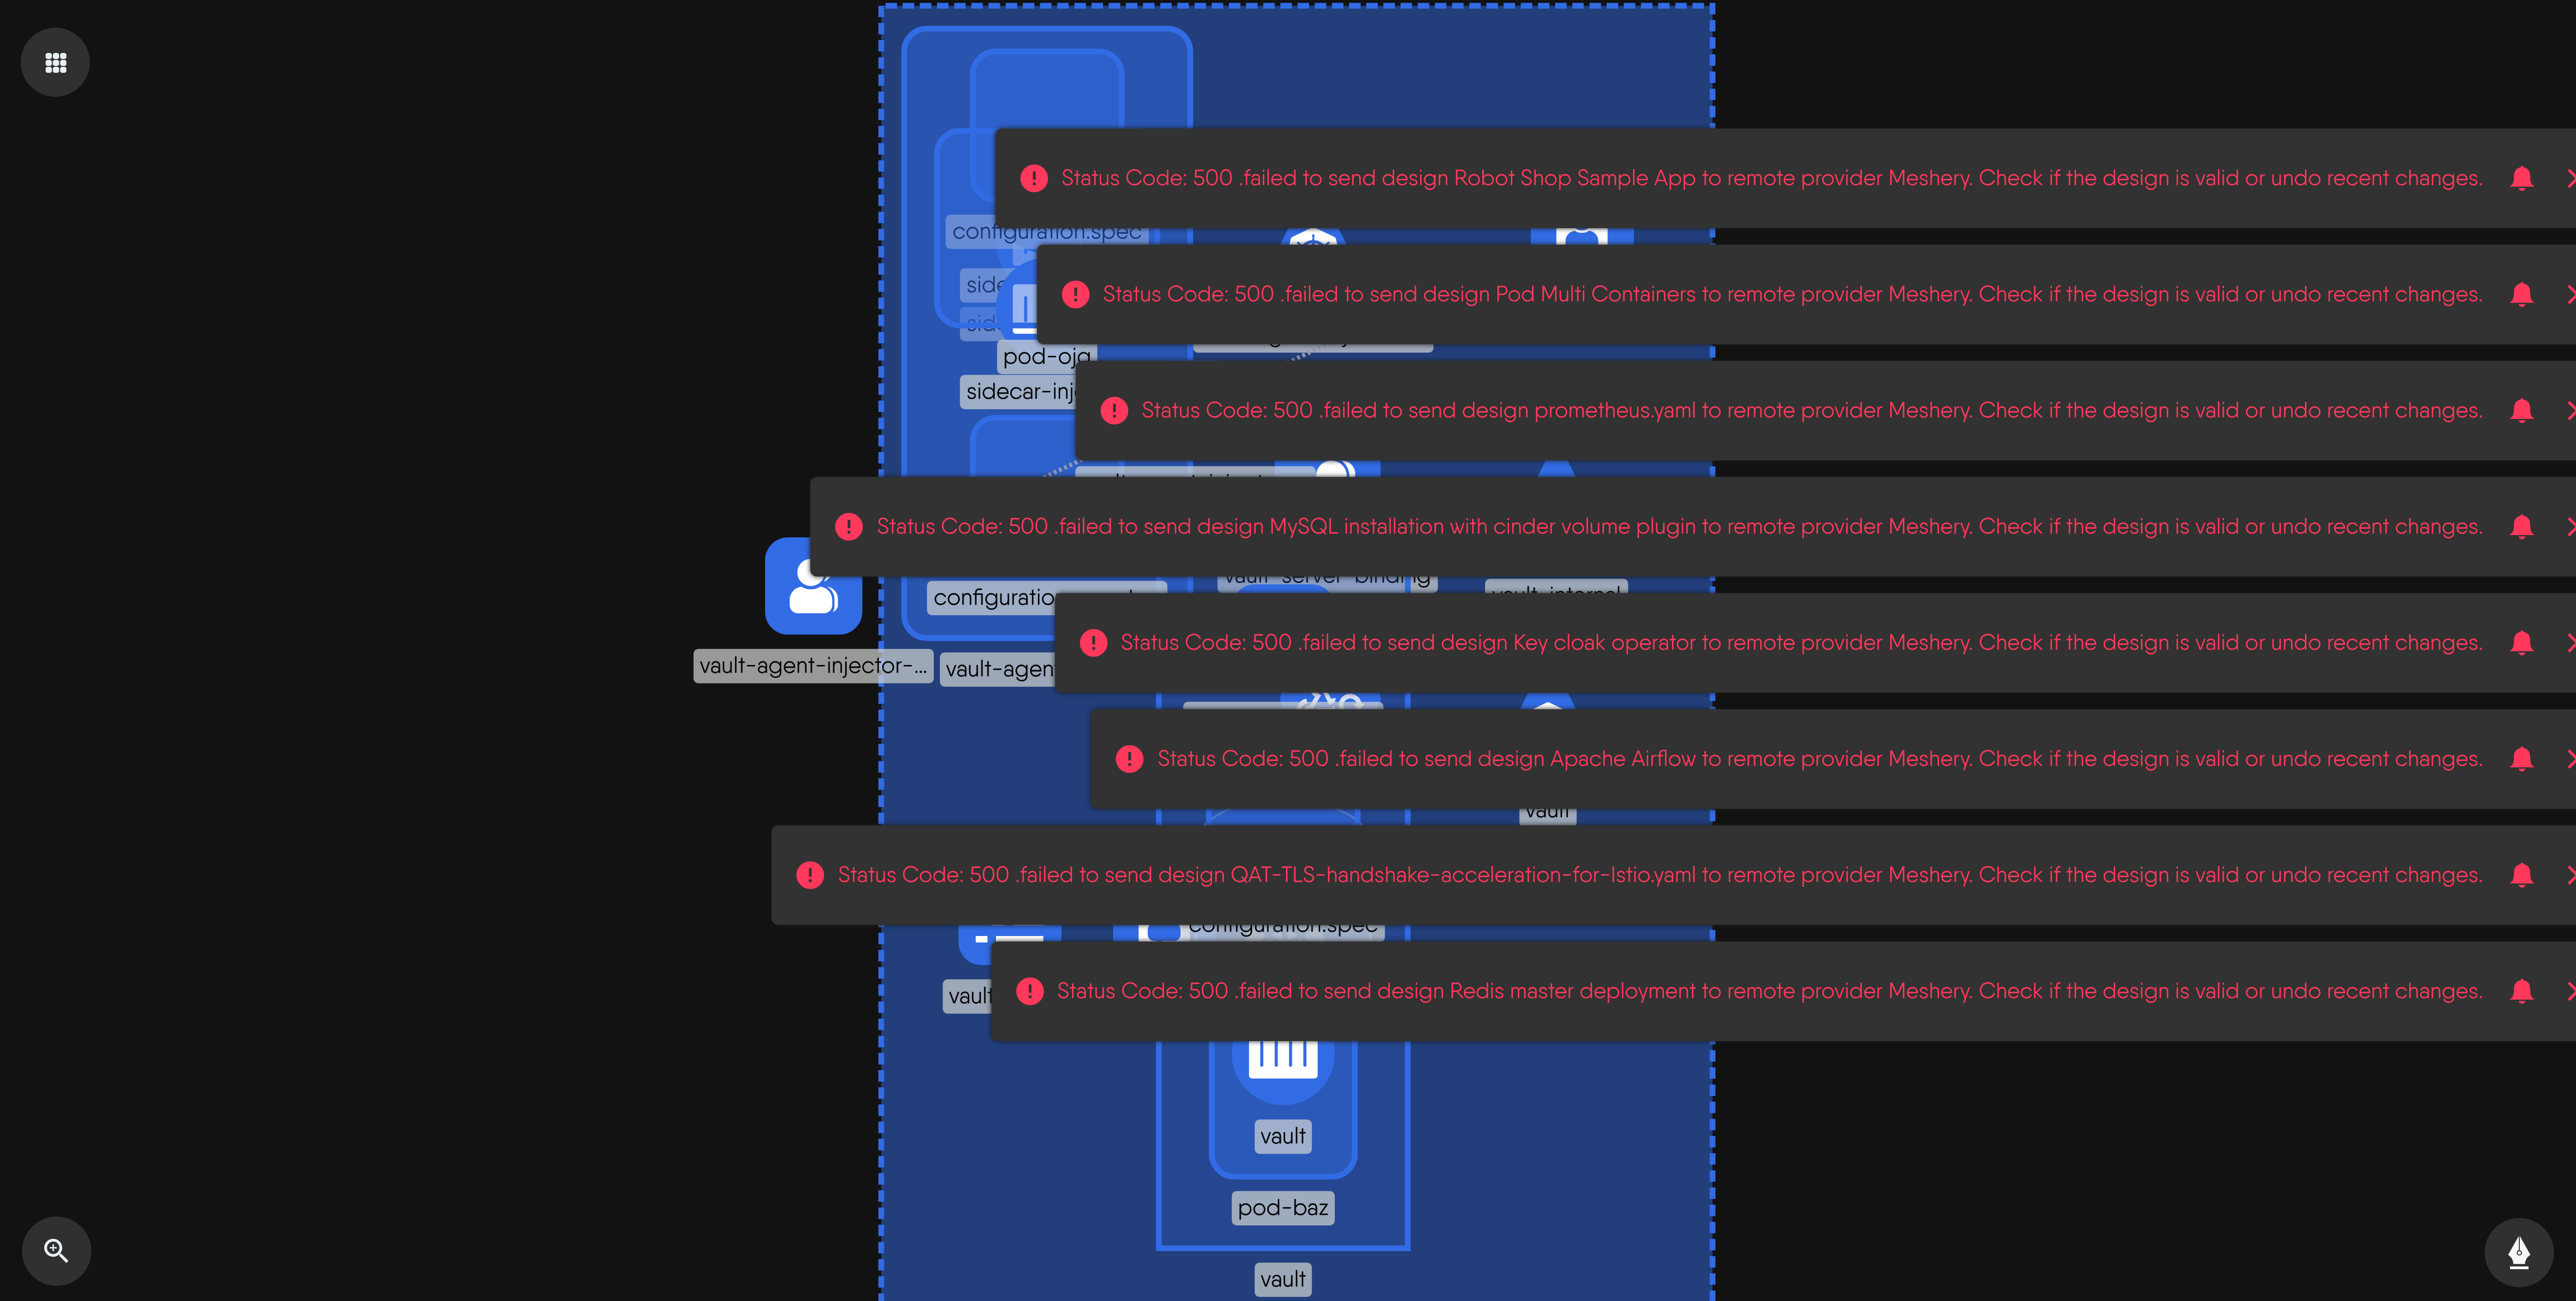 Status Code: 500 .failed to send design Robot Shop Sample App to remote provider Meshery. Check if the design is valid or undo recent changes.
configuration.spec
Status Code: 500 .failed to send design Pod Multi Containers to remote provider Meshery. Check if the design is valid or undo recent changes.
pod-ojq
sidecar-inj
Status Code: 500 .failed to send design prometheus.yaml to remote provider Meshery. Check if the design is valid or undo recent changes.
Status Code: 500 .failed to send design MySQL installation with cinder volume plugin to remote provider Meshery. Check if the design is valid or undo recent changes.
vault-server-binding
vault-internal
configuratio
Status Code: 500 .failed to send design Key cloak operator to remote provider Meshery. Check if the design is valid or undo recent changes.
vault-agent-injector-...
vault-agent
Status Code: 500 .failed to send design Apache Airflow to remote provider Meshery. Check if the design is valid or undo recent changes.
vault
Status Code: 500 .failed to send design QAT-TLS-handshake-acceleration-for-Istio.yaml to remote provider Meshery. Check if the design is valid or undo recent changes.
configuration.spec
Status Code: 500 .failed to send design Redis master deployment to remote provider Meshery. Check if the design is valid or undo recent changes.
vault
vault
pod-baz
vault